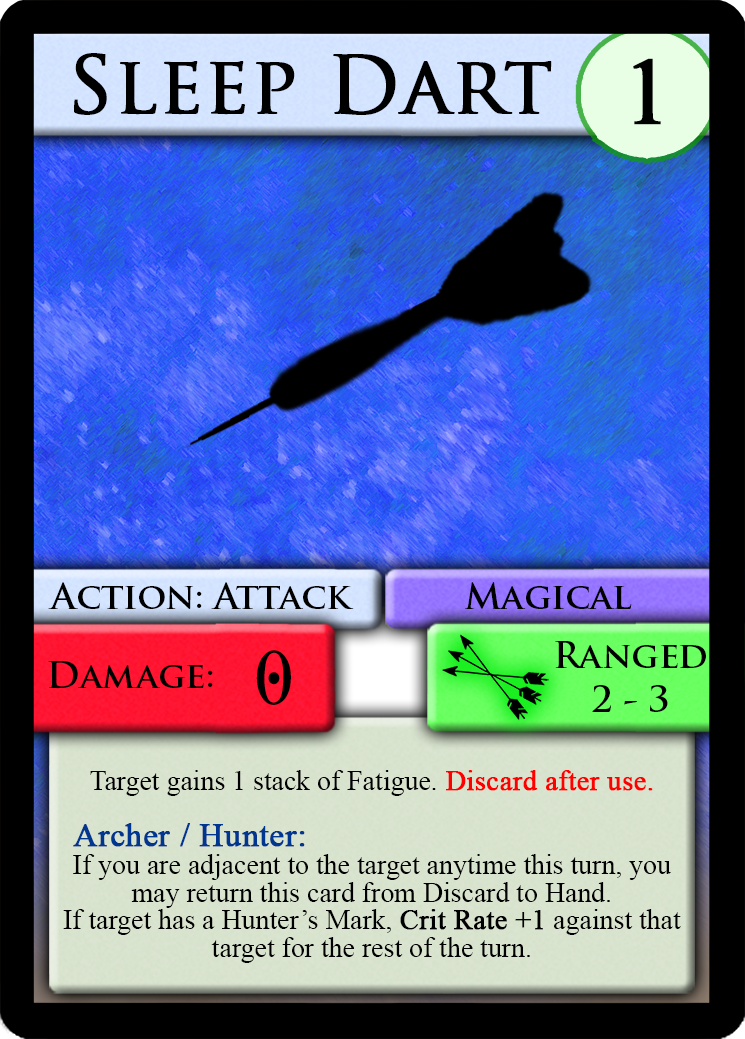 SLEEP DART 1
ACTION: ATTACK MAGICAL
DAMAGE: 0 RANGED
2 - 3
Target gains 1 stack of Fatigue. Discard after use.
Archer / Hunter:
If you are adjacent to the target anytime this turn, you
may return this card from Discard to Hand.
If target has a Hunter's Mark, Crit Rate +1 against that
target for the rest of the turn.